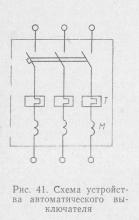 T
М
Рис. 41. Схема устройст-
ва автоматического вы-
ключателя